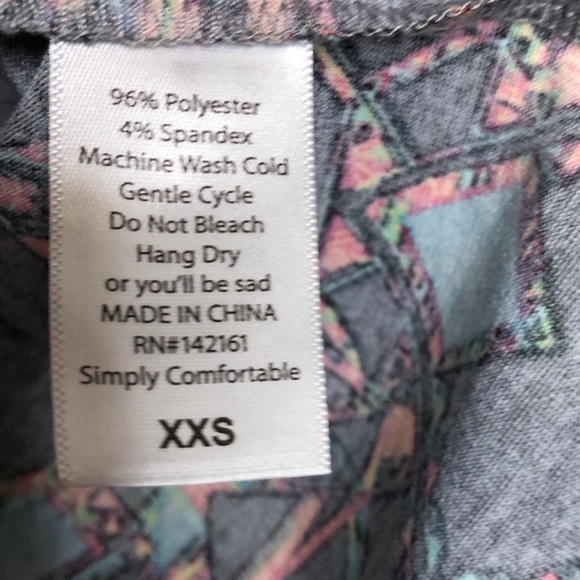 96% Polyester
4% Spandex
Machine Wash Cold
Gentle Cycle
Do Not Bleach
Hang Dry
or you'll be sad
MADE IN CHINA
RN#142161
Simply Comfortable
XXS